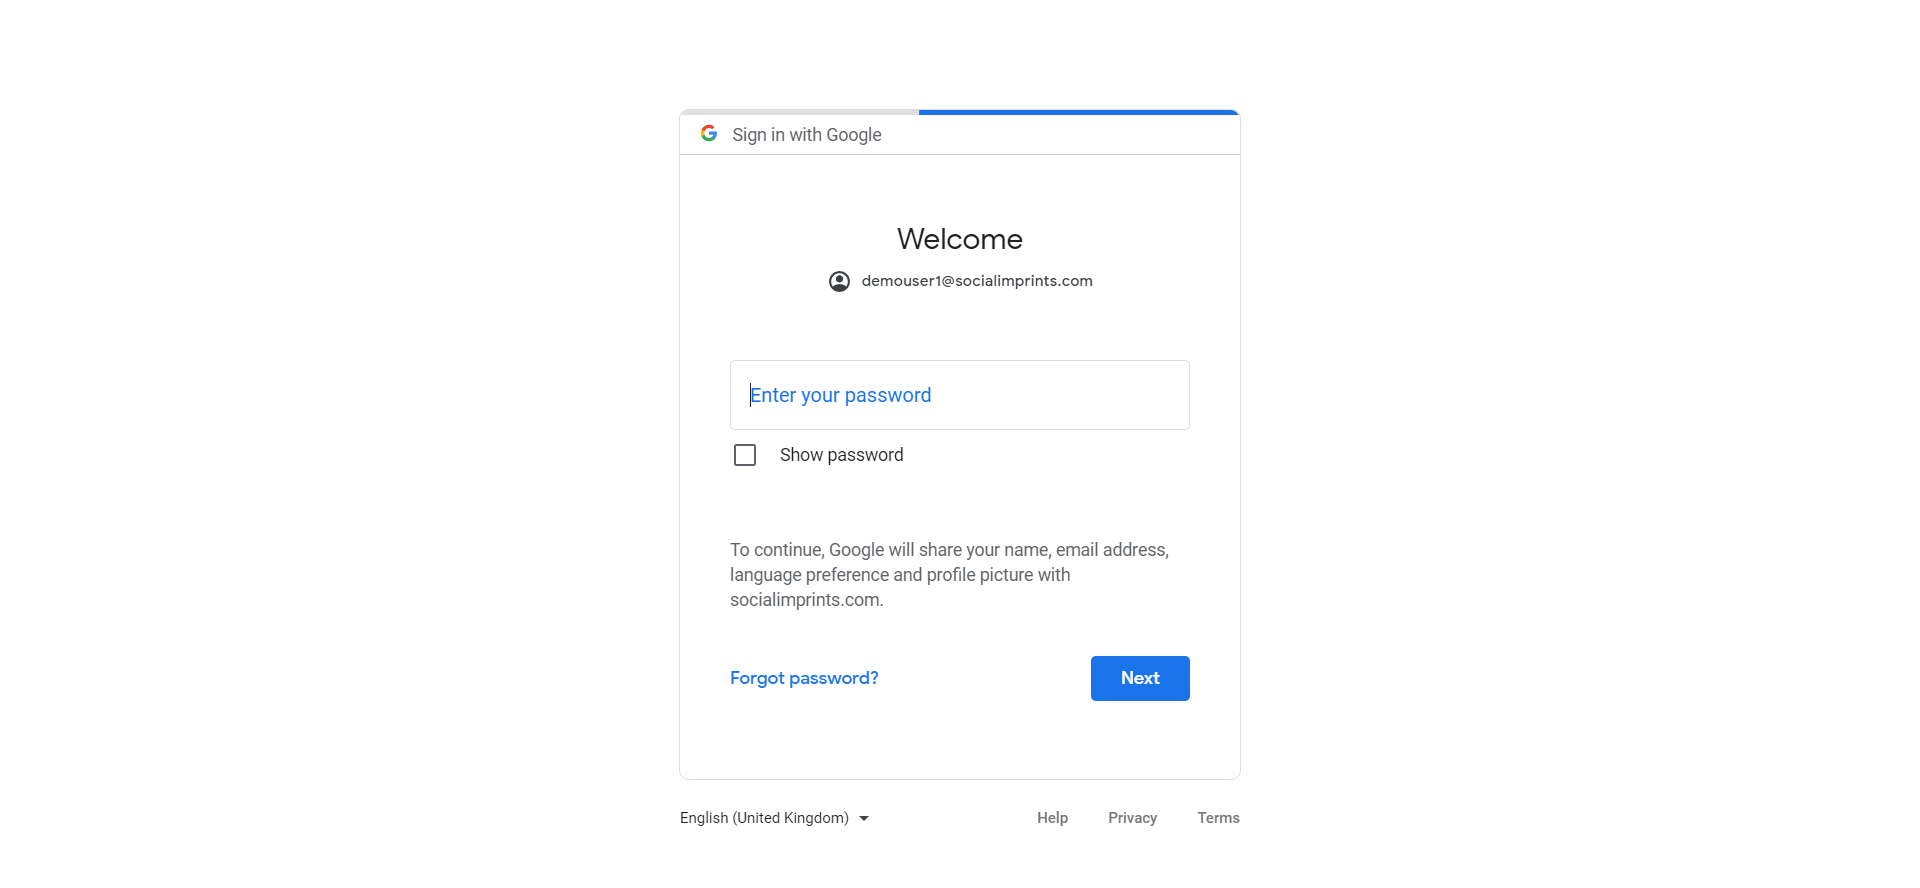 Sign in with Google
Welcome
demouser1@socialimprints.com
Enter your password
Show password
To continue, Google will share your name, email address,
language preference and profile picture with
socialimprints.com.
Forgot password?
Next
English (United Kingdom)
Help
Privacy
Terms